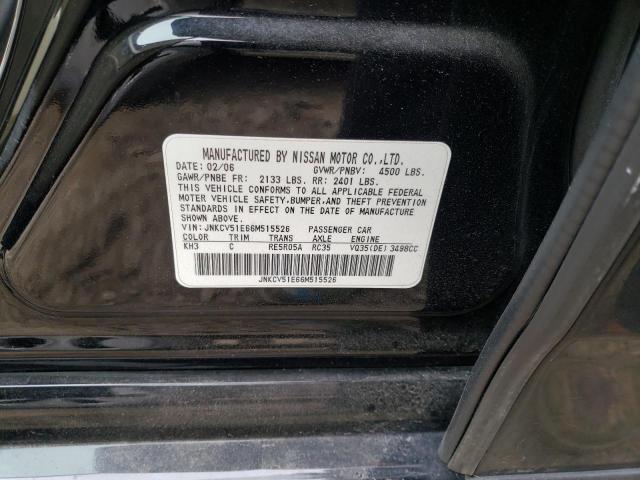 MANUFACTURED BY NISSAN MOTOR CO.,LTD.
DATE: 02/06 GVWR/PNBV: 4500 LBS.
GAWR/PNBE FR: 2133 LBS. RR: 2401 LBS.
THIS VEHICLE CONFORMS TO ALL APPLICABLE FEDERAL
MOTOR VEHICLE SAFETY,BUMPER,AND THEFT PREVENTION
STANDARDS IN EFFECT ON THE DATE OF MANUFACTURE
SHOWN ABOVE.
VIN: JNKCV51E66M515526 PASSENGER CAR
COLOR TRIM TRANS AXLE ENGINE
KH3 C RE5R05A RC35 VQ35(DE) 3498CC
JNKCV51E66M515526